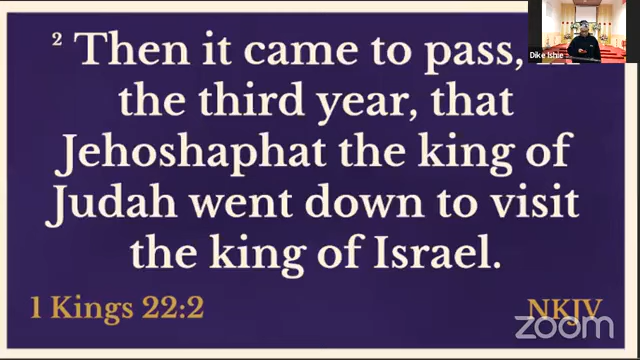 2 Then it came to pass,
the third year, that
Jehoshaphat the king of
Judah went down to visit
the king of Israel.
1 Kings 22:2
NKJV
zoom
Dike Ishie